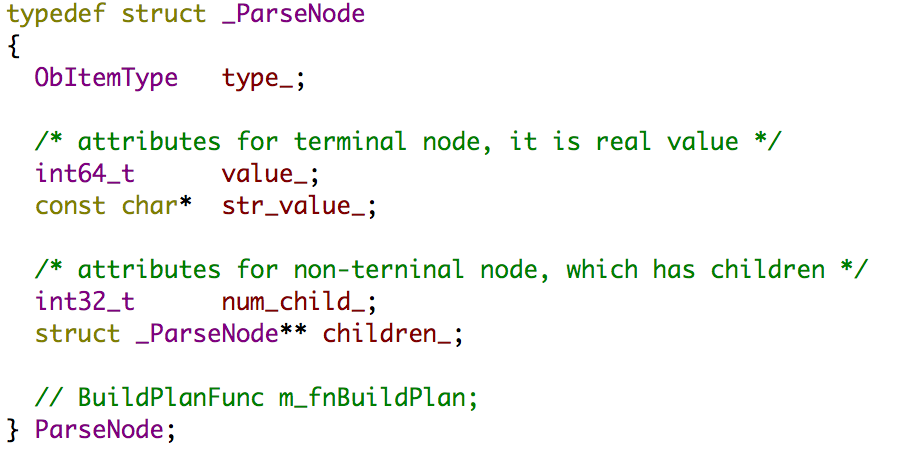 typedef struct _ParseNode
{
  ObItemType   type_;

  /* attributes for terminal node, it is real value */
  int64_t      value_;
  const char*  str_value_;

  /* attributes for non-terninal node, which has children */
  int32_t      num_child_;
  struct _ParseNode** children_;

  // BuildPlanFunc m_fnBuildPlan;
} ParseNode;